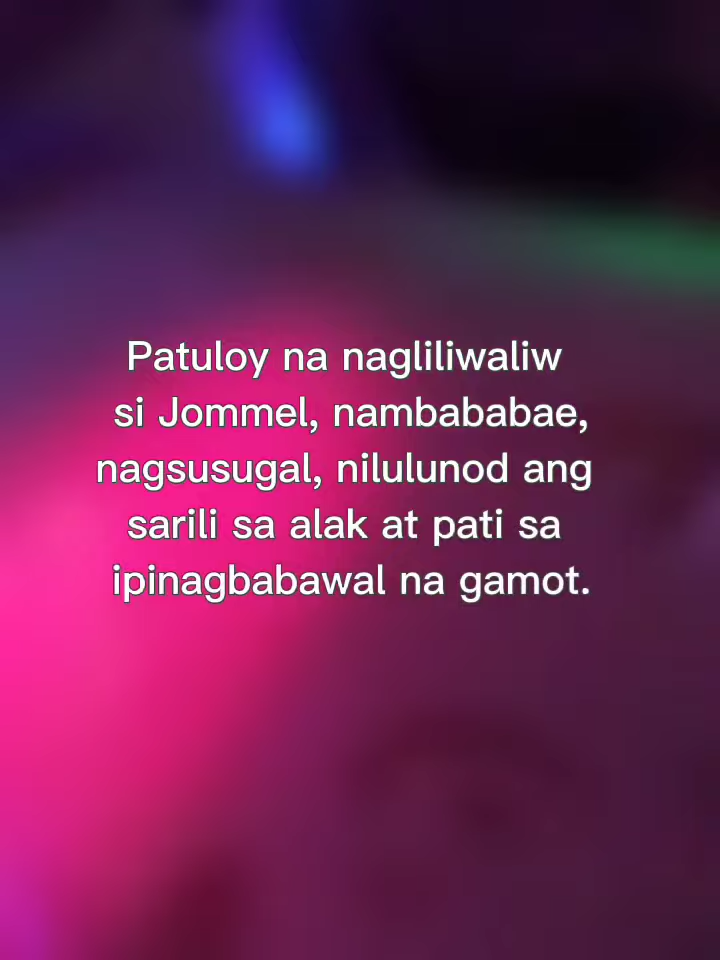 Patuloy na nagliliwaliw
si Jommel, nambababae,
nagsusugal, nilulunod ang
sarili sa alak at pati sa
ipinagbabawal na gamot.